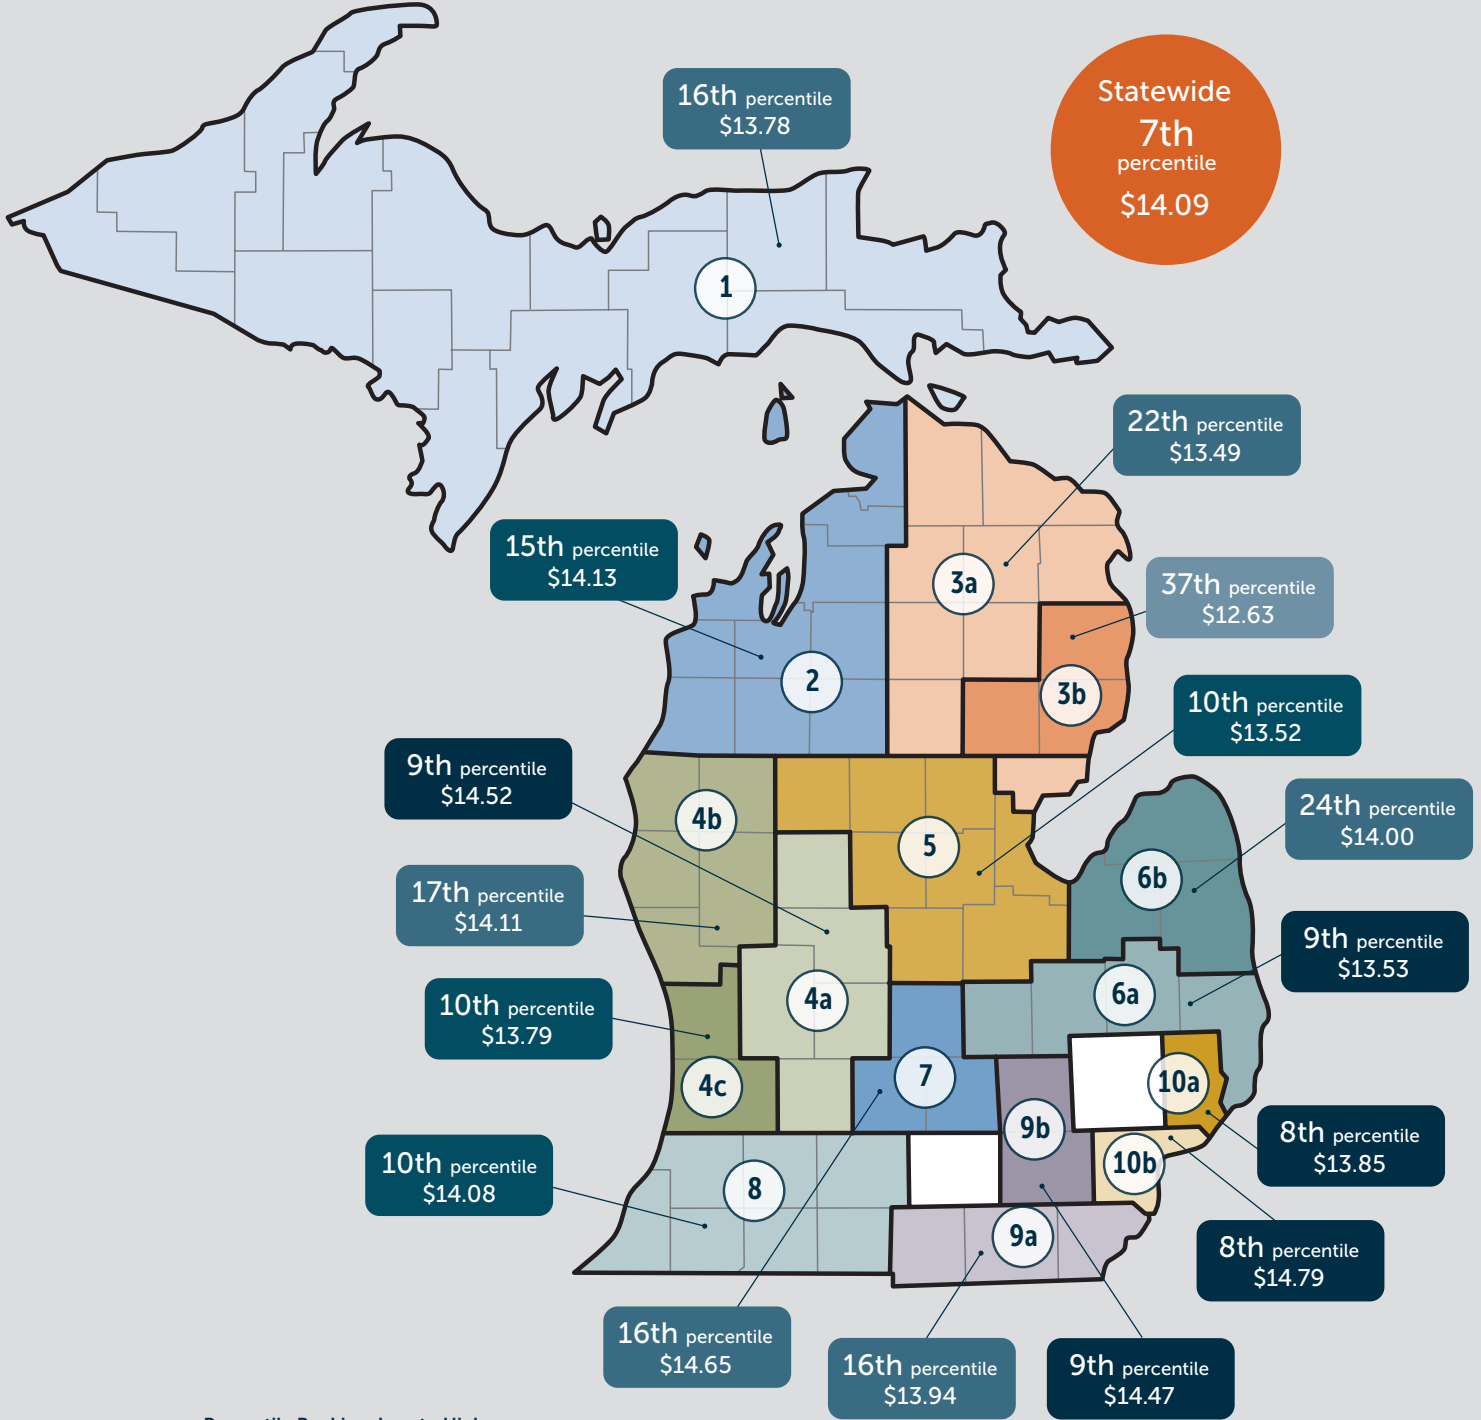 16th percentile
$13.78
Statewide
7th
percentile
$14.09
1
22th percentile
$13.49
15th percentile
$14.13
3a
37th percentile
$12.63
2
3b
10th percentile
$13.52
9th percentile
$14.52
4b
5
24th percentile
$14.00
6b
17th percentile
$14.11
9th percentile
$13.53
4a
6a
10th percentile
$13.79
4c
7
10a
9b
8th percentile
$13.85
10th percentile
$14.08
8
10b
9a
8th percentile
$14.79
16th percentile
$14.65
16th percentile
$13.94
9th percentile
$14.47